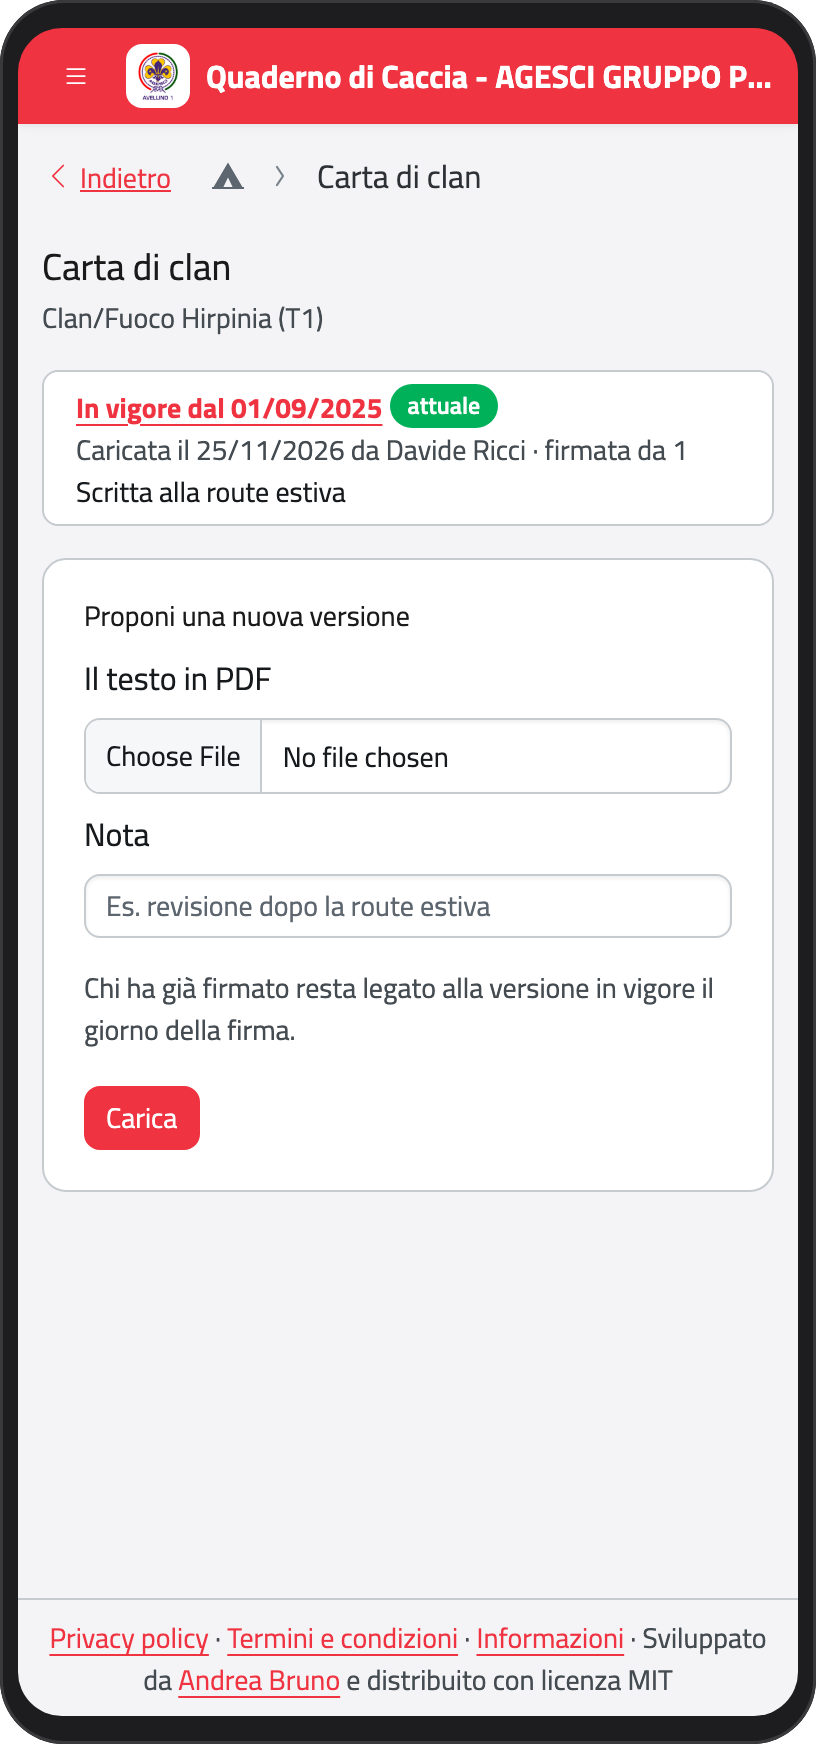 AVELLINO 1
Quaderno di Caccia - AGESCI GRUPPO P...
Indietro
Carta di clan
Carta di clan
Clan/Fuoco Hirpinia (T1)
In vigore dal 01/09/2025 attuale
Caricata il 25/11/2026 da Davide Ricci · firmata da 1
Scritta alla route estiva
Proponi una nuova versione
Il testo in PDF
Choose File No file chosen
Nota
Es. revisione dopo la route estiva
Chi ha già firmato resta legato alla versione in vigore il
giorno della firma.
Carica
Privacy policy · Termini e condizioni · Informazioni · Sviluppato
da Andrea Bruno e distribuito con licenza MIT